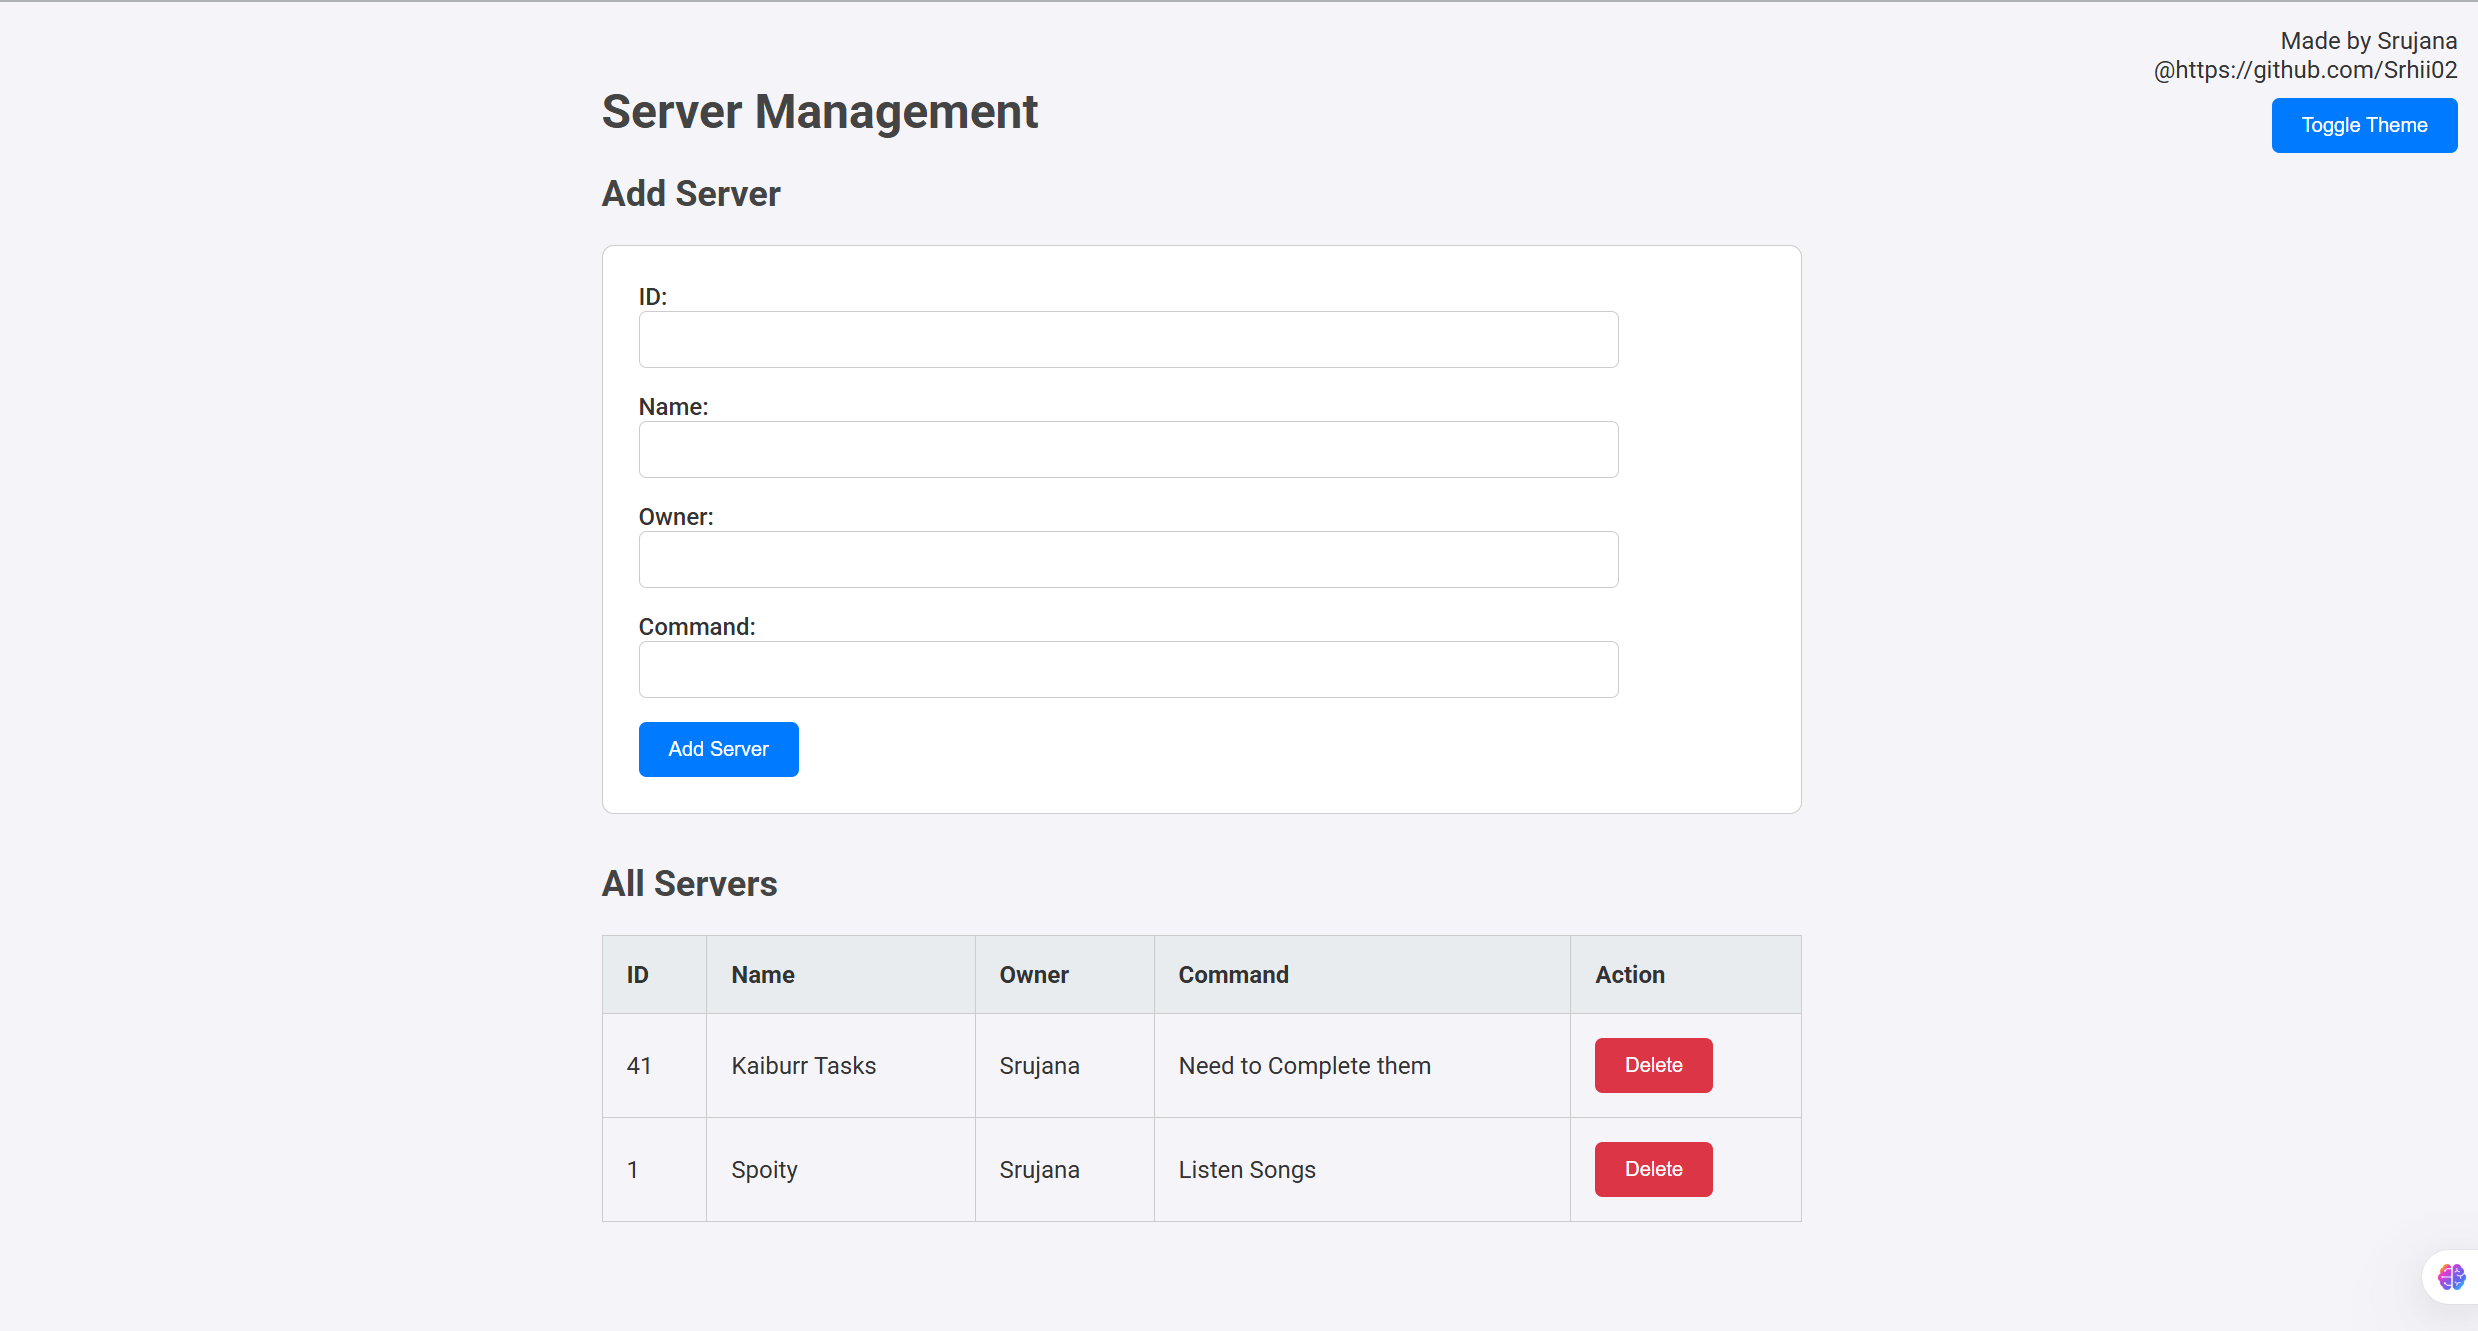 Made by Srujana
@https://github.com/Srhii02
Toggle Theme
Server Management
Add Server
ID:
Name:
Owner:
Command:
Add Server
All Servers
ID Name Owner Command Action
41 Kaiburr Tasks Srujana Need to Complete them Delete
1 Spoity Srujana Listen Songs Delete